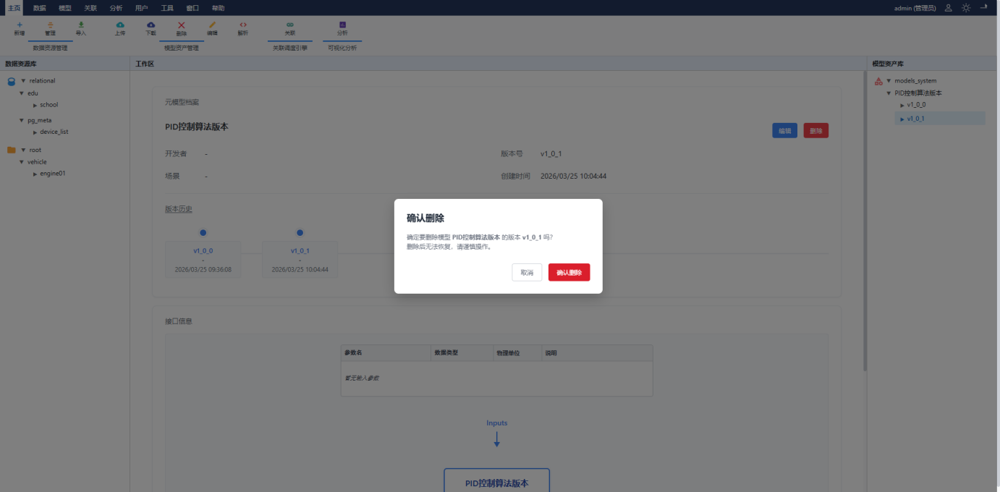 主页 数据 模型 关联 分析 用户 工具 窗口 帮助 admin (管理员)
新增 管理 导入 上传 下载 删除 编辑 解析 关联 分析
数据资源管理 模型资产管理 关联调度引擎 可视化分析
数据资源库 工作区 模型资产库
relational
edu
school
pg_meta
device_list
root
vehicle
engine01
元模型档案
PID控制算法版本
编辑 删除
开发者 - 版本号 v1_0_1
场景 - 创建时间 2026/03/25 10:04:44
版本历史
v1_0_0
-
2026/03/25 09:36:08
v1_0_1
-
2026/03/25 10:04:44
确认删除
确定要删除模型 PID控制算法版本 的版本 v1_0_1 吗?
删除后无法恢复，请谨慎操作。
取消 确认删除
接口信息
参数名 数据类型 物理单位 说明
暂无输入参数
Inputs
PID控制算法版本
models_system
PID控制算法版本
v1_0_0
v1_0_1